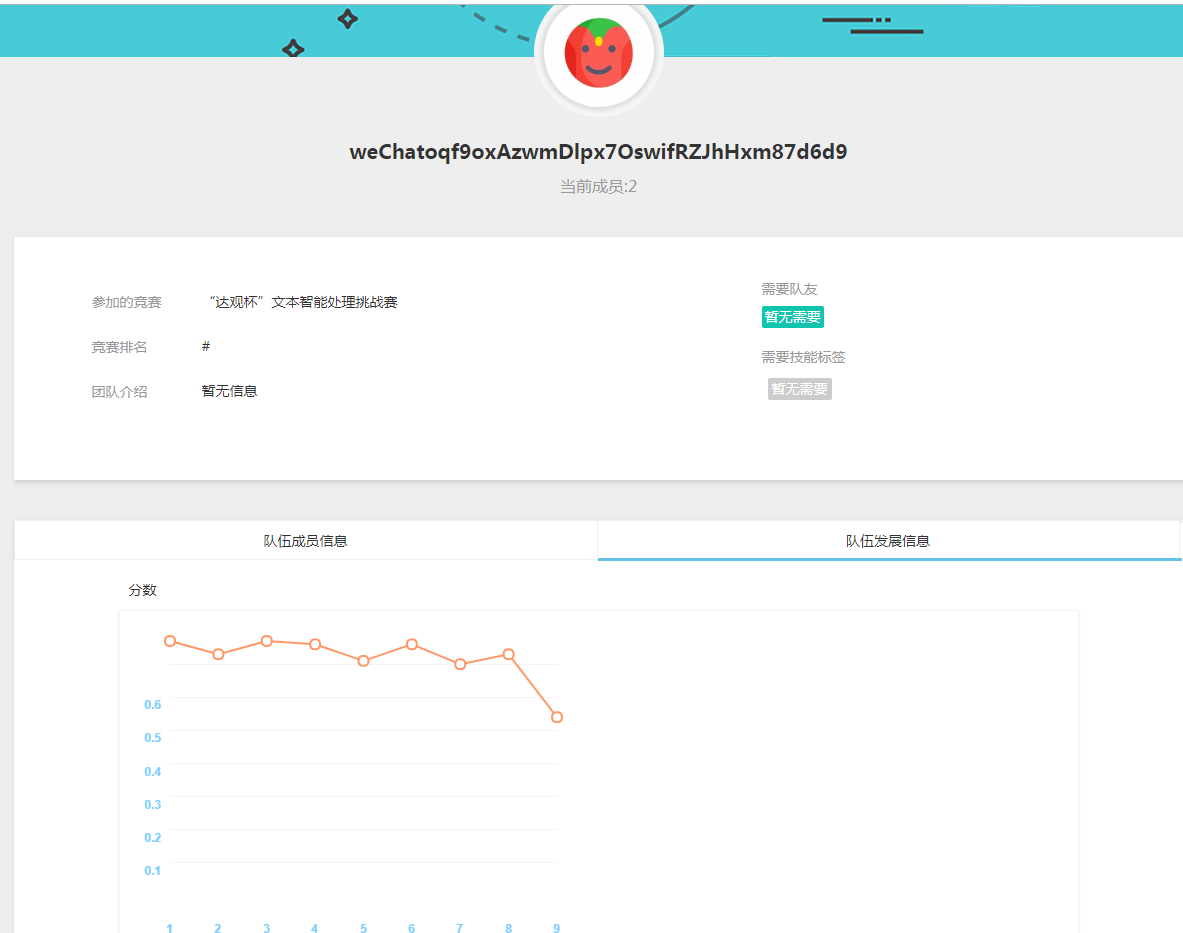 weChatoqf9oxAzwmDlpx7OswifRZJhHxm87d6d9
当前成员:2
参加的竞赛 “达观杯”文本智能处理挑战赛
竞赛排名 #
团队介绍 暂无信息
需要队友
暂无需要
需要技能标签
暂无需要
队伍成员信息 队伍发展信息
分数
0.6
0.5
0.4
0.3
0.2
0.1
1 2 3 4 5 6 7 8 9